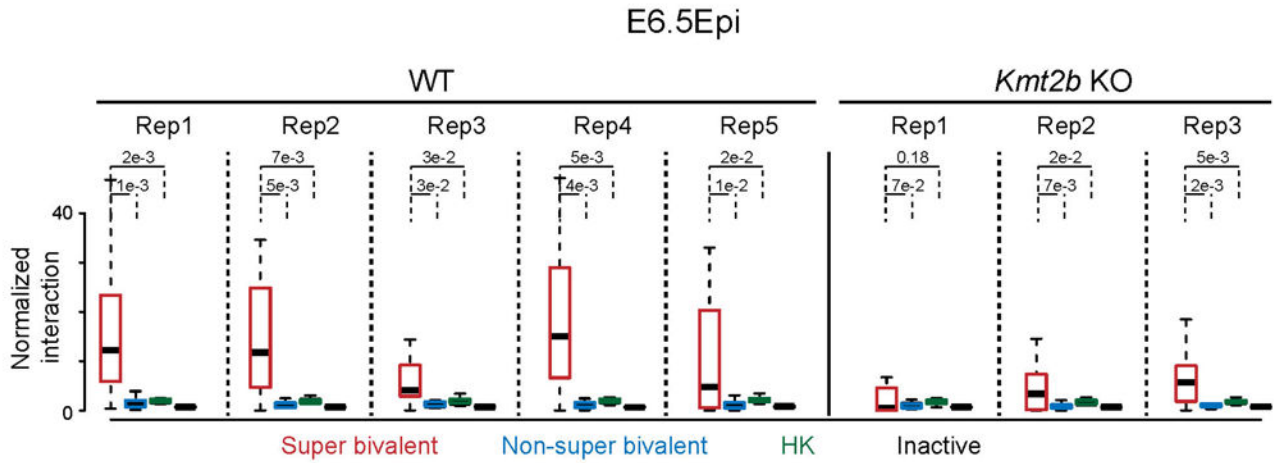 E6.5Epi
WT Kmt2b KO
Rep1 Rep2 Rep3 Rep4 Rep5 Rep1 Rep2 Rep3
2e-3 7e-3 3e-2 5e-3 2e-2 0.18 2e-2 5e-3
1e-3 5e-3 3e-2 4e-3 1e-2 7e-2 7e-3 2e-3
40
Normalized
interaction
0
Super bivalent Non-super bivalent HK Inactive